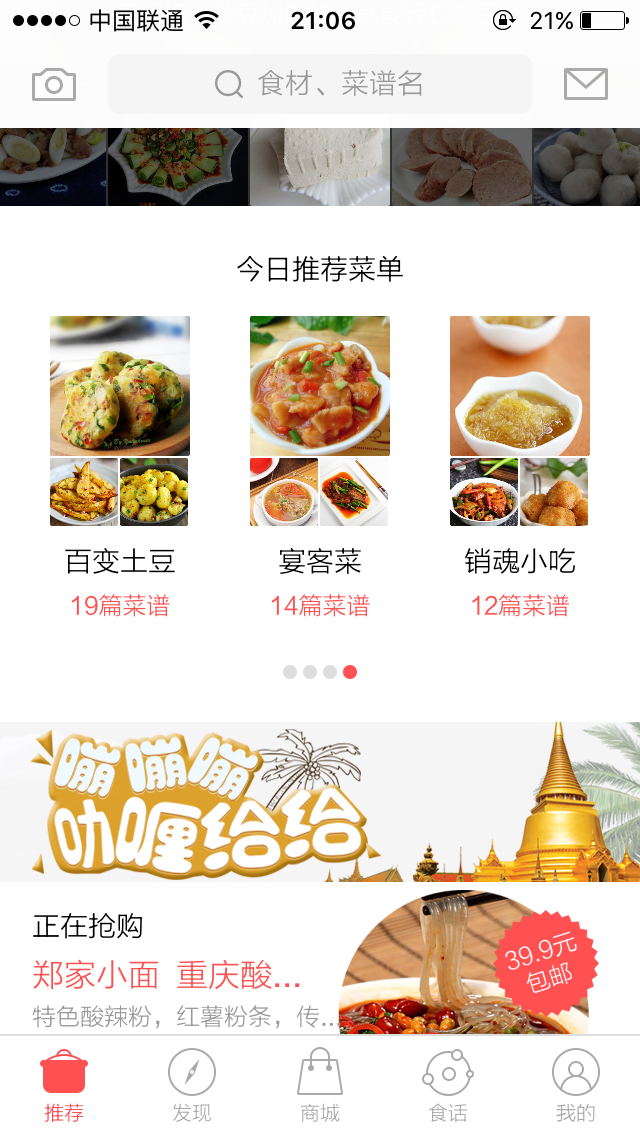 中国联通 21:06 21%
食材、菜谱名
今日推荐菜单
百变土豆 宴客菜 销魂小吃
19篇菜谱 14篇菜谱 12篇菜谱
嘣嘣嘣
咖喱给给
正在抢购
郑家小面 重庆酸...
特色酸辣粉，红薯粉条，传...
39.9元
包邮
推荐 发现 商城 食话 我的